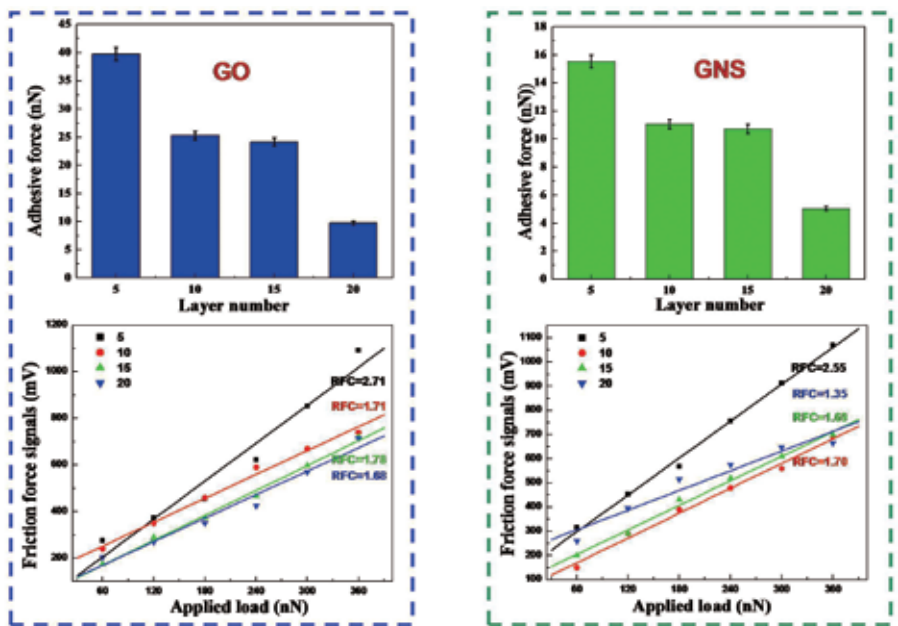 45
40
35
30
25
20
15
10
5
0
Adhesive force (nN)
GO
5 10 15 20
Layer number
1200
1000
800
600
400
200
Friction force signals (mV)
5
10
15
20
RFC=2.71
RFC=1.71
RFC=1.78
RFC=1.68
60 120 180 240 300 360
Applied load (nN)
18
16
14
12
10
8
6
4
2
0
Adhesive force (nN))
GNS
5 10 15 20
Layer number
1100
1000
900
800
700
600
500
400
300
200
100
Friction force signals (mV)
5
10
15
20
RFC=2.55
RFC=1.35
RFC=1.70
60 120 180 240 300 360
Applied load (nN)